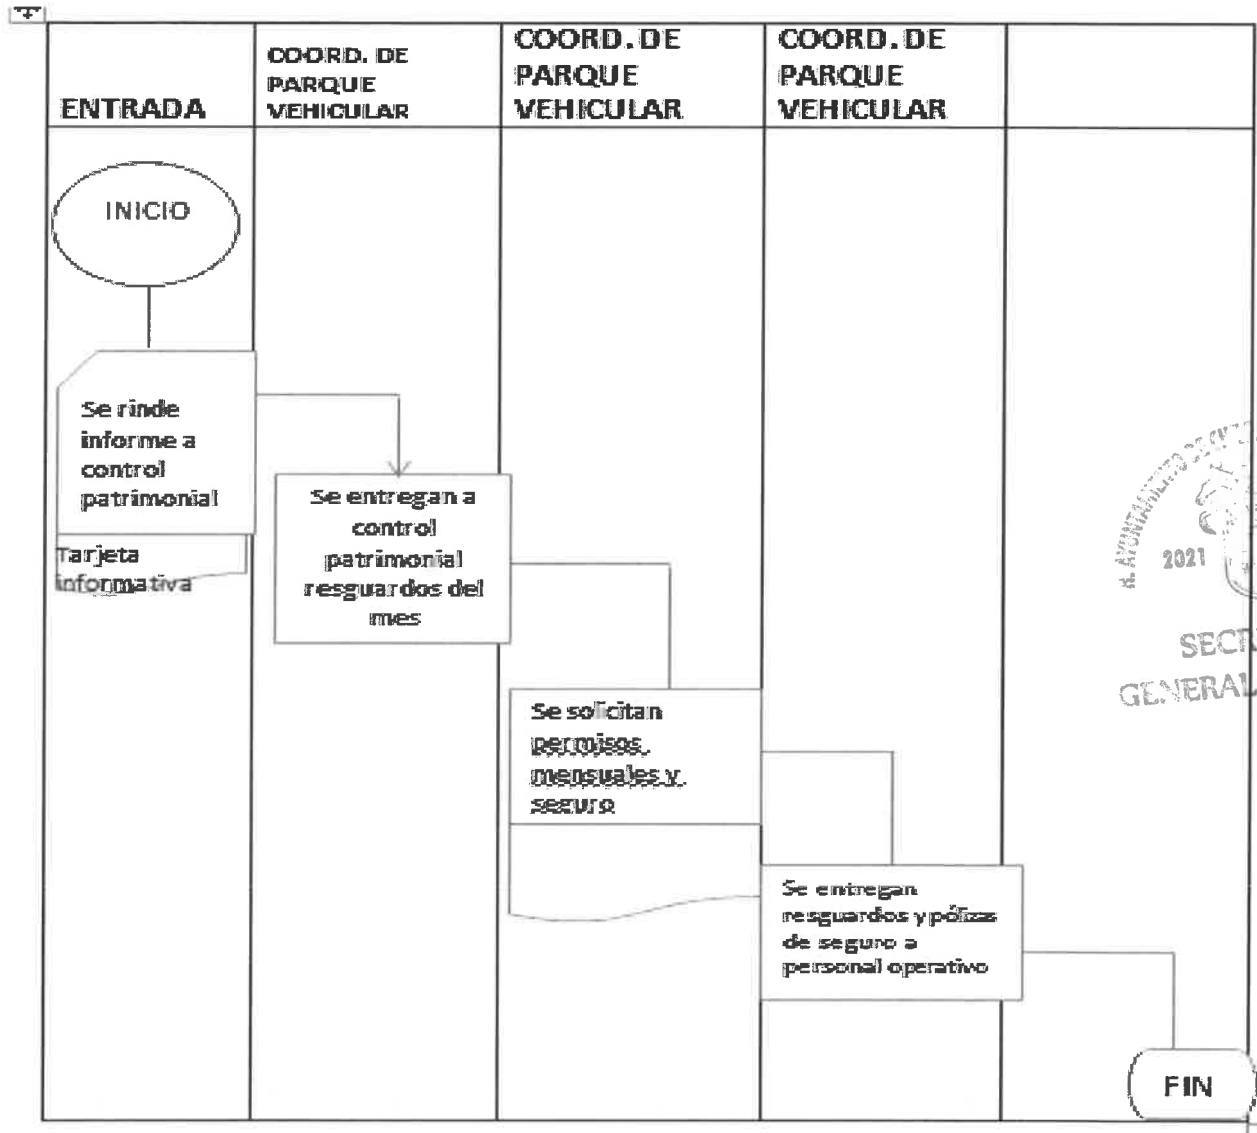 ENTRADA
COORD. DE
PARQUE
VEHICULAR
COORD. DE
PARQUE
VEHICULAR
COORD. DE
PARQUE
VEHICULAR
INICIO
Se rinde
informe a
control
patrimonial
Tarjeta
informativa
Se entregan a
control
patrimonial
resguardos del
mes
Se solicitan
permisos
mensuales y
seguro
Se entregan
resguardos y pólizas
de seguro a
personal operativo
FIN
H. AYUNTAMIENTO DE
2021
SECR
GENERAL